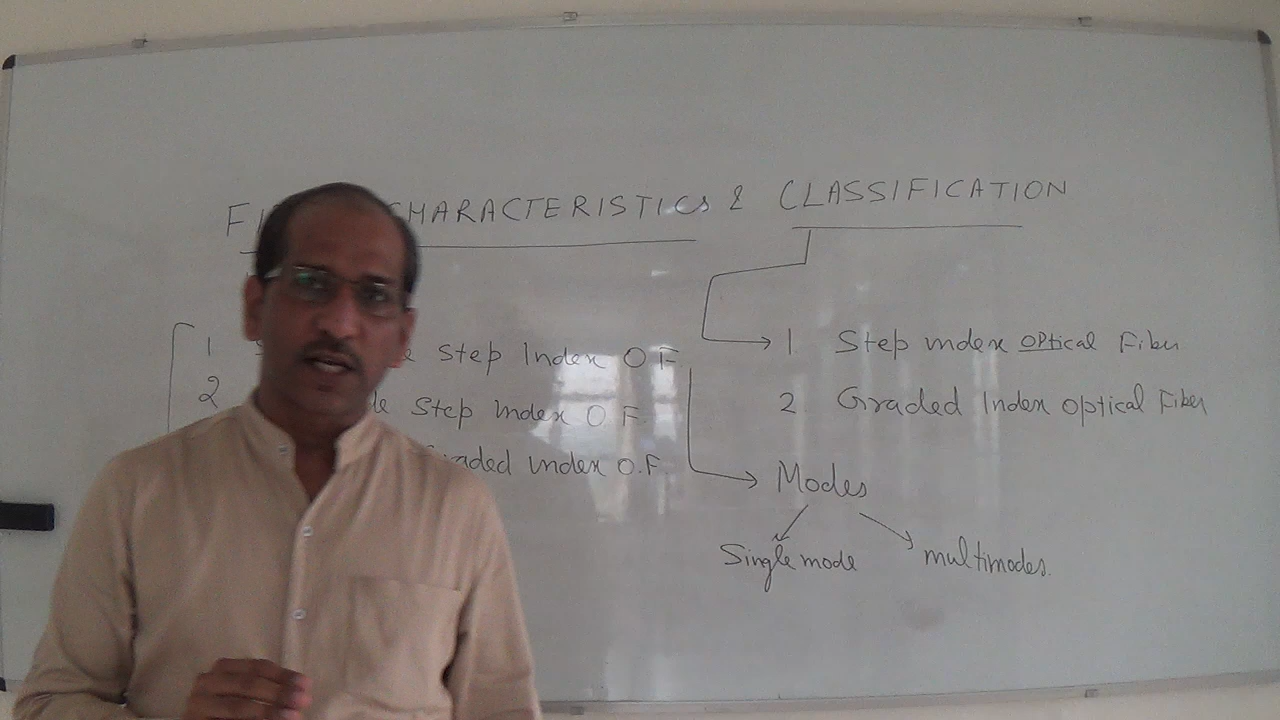 CHARACTERISTICS & CLASSIFICATION
1 Step Index O F
2 Step Index O F
Graded Index O.F.
1 Step index OPtical Fiber
2. Graded Index Optical Fiber
Modes
Single mode multimodes.